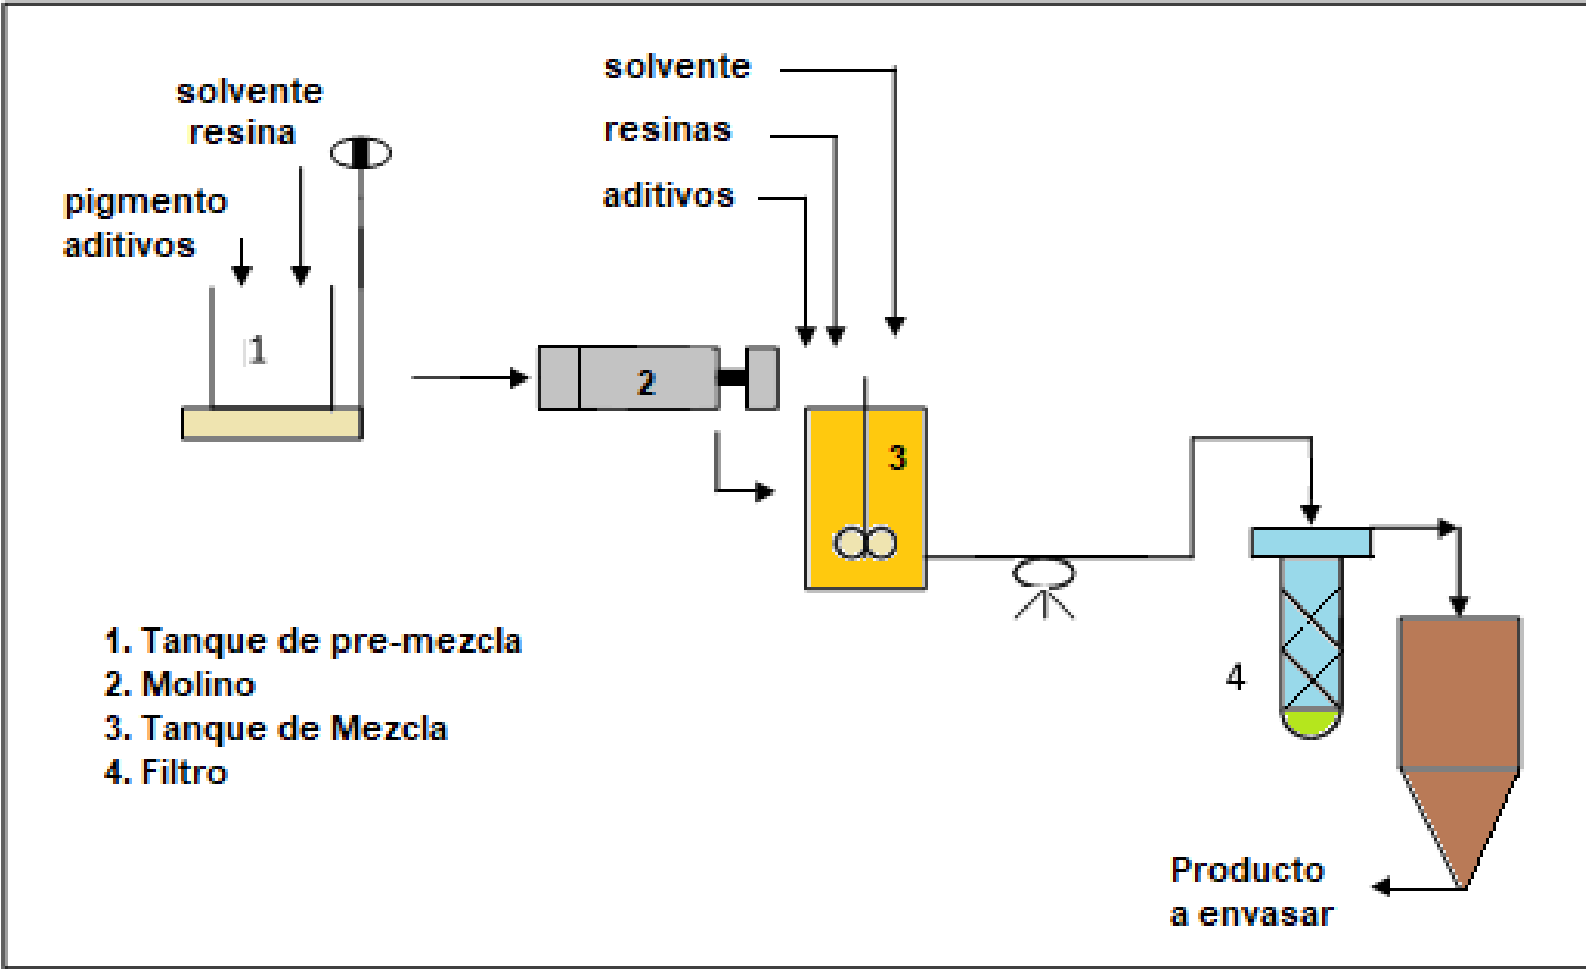 solvente
resina
pigmento
aditivos
1
solvente
resinas
aditivos
2
3
4
1. Tanque de pre-mezcla
2. Molino
3. Tanque de Mezcla
4. Filtro
Producto
a envasar